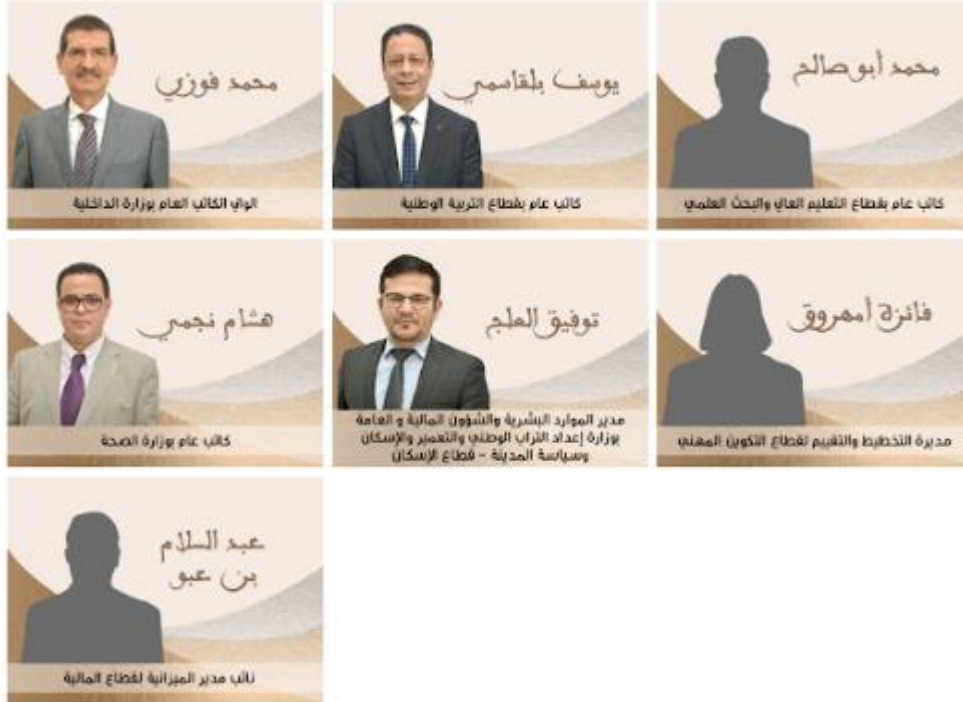 محمد أبو صالح
كاتب عام بقطاع التعليم العالي والبحث العلمي
يوسف بلقاسمي
كاتب عام بقطاع التربية الوطنية
محمد فوزي
الوالي الكاتب العام بوزارة الداخلية
فائزة أمهروق
مديرة التخطيط والتقييم لقطاع التكوين المهني
توفيق العلج
مدير الموارد البشرية والشؤون المالية و العامة
بوزارة إعداد التراب الوطني والتعمير والإسكان
وسياسة المدينة - قطاع الإسكان
هشام نجمي
كاتب عام بوزارة الصحة
عبد السلام
بن عبو
نائب مدير الميزانية لقطاع المالية